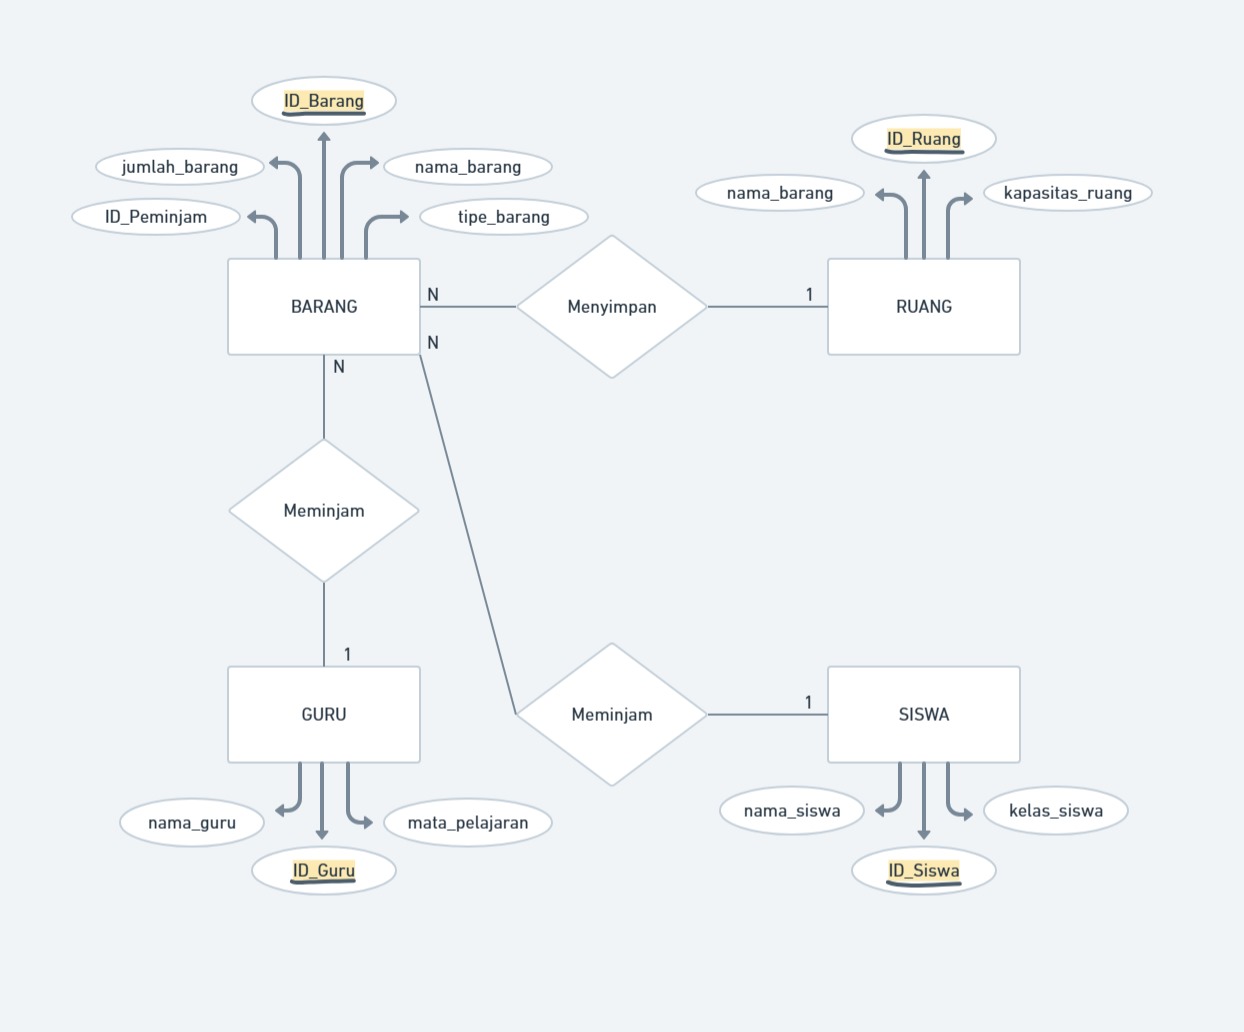 ID_Barang
ID_Ruang
jumlah_barang
nama_barang
nama_barang
kapasitas_ruang
ID_Peminjam
tipe_barang
BARANG
N
Menyimpan
1
RUANG
N
N
Meminjam
1
GURU
Meminjam
1
SISWA
nama_guru
mata_pelajaran
nama_siswa
kelas_siswa
ID_Guru
ID_Siswa